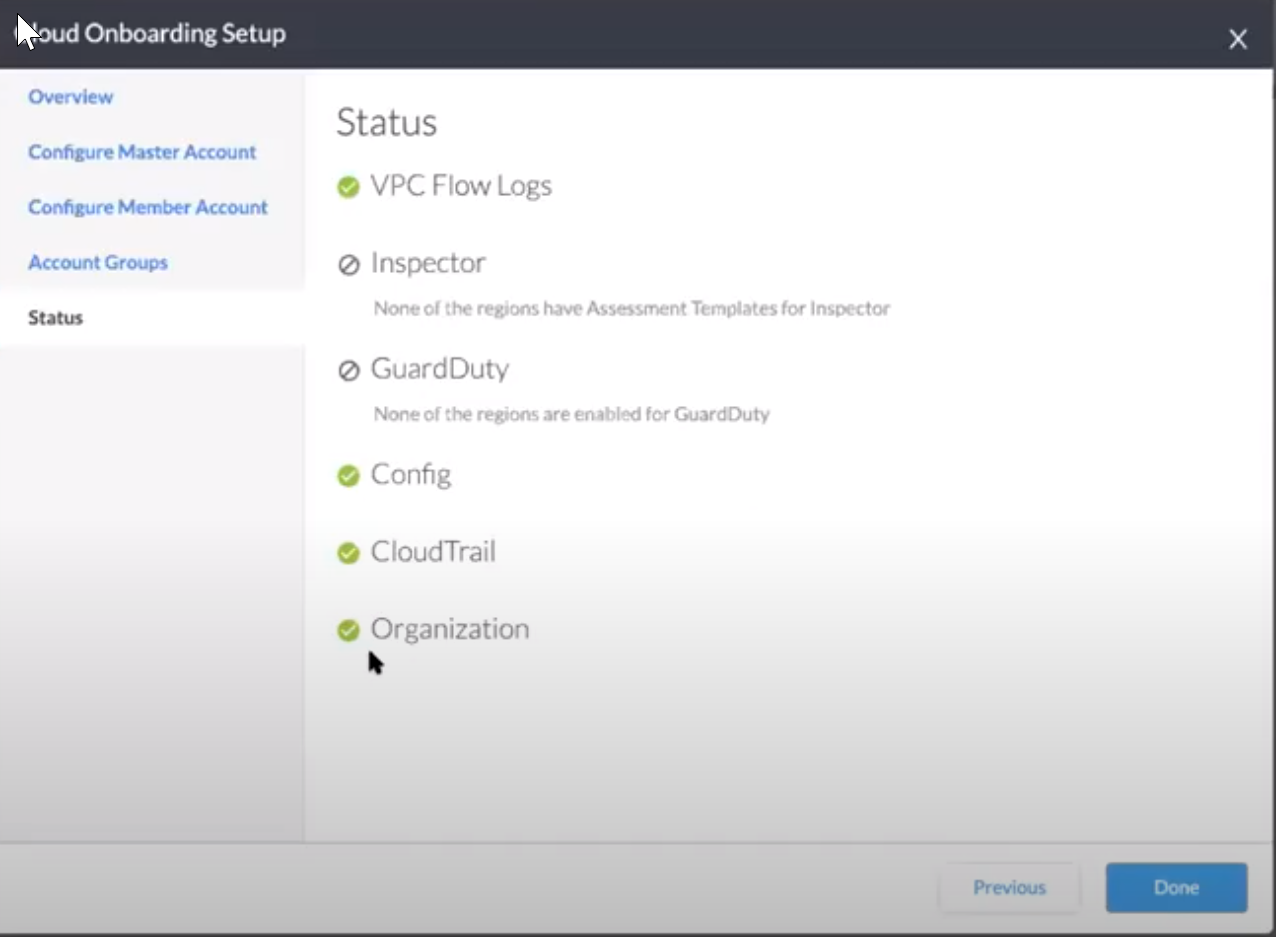 Cloud Onboarding Setup
Overview
Configure Master Account
Configure Member Account
Account Groups
Status
Status
VPC Flow Logs
Inspector
None of the regions have Assessment Templates for Inspector
GuardDuty
None of the regions are enabled for GuardDuty
Config
CloudTrail
Organization
Previous
Done